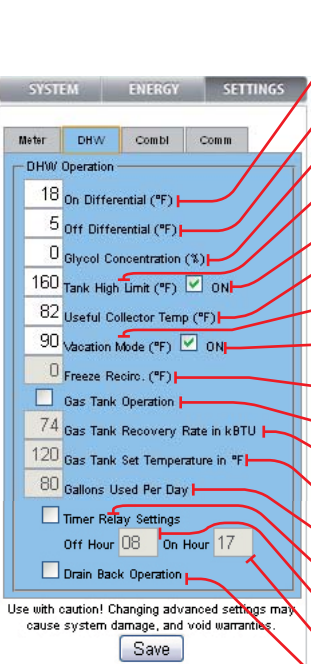 SYSTEM ENERGY SETTINGS
Meter DHW Combi Comm
DHW Operation
18 On Differential (°F)
5 Off Differential (°F)
0 Glycol Concentration (%)
160 Tank High Limit (°F) ON
82 Useful Collector Temp (°F)
90 Vacation Mode (°F) ON
0 Freeze Recirc. (°F)
Gas Tank Operation
74 Gas Tank Recovery Rate in kBTU
120 Gas Tank Set Temperature in °F
80 Gallons Used Per Day
Timer Relay Settings
Off Hour 08 On Hour 17
Drain Back Operation
Use with caution! Changing advanced settings may
cause system damage, and void warranties.
Save